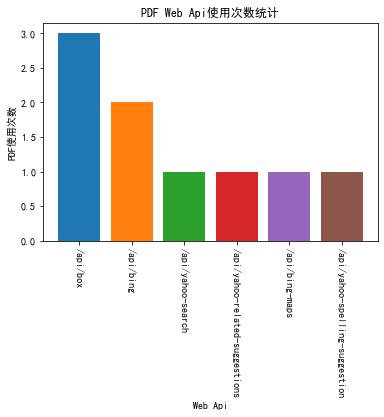 PDF Web Api使用次数统计
PDF使用次数
3.0
2.5
2.0
1.5
1.0
0.5
0.0
/api/box
/api/bing
/api/yahoo-search
/api/yahoo-related-suggestions
/api/bing-maps
/api/yahoo-spelling-suggestion
Web Api